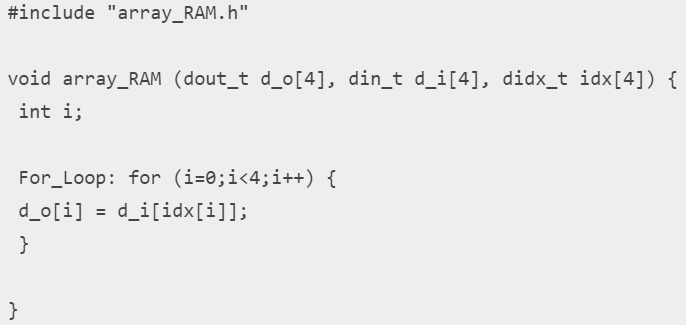 #include "array_RAM.h"

void array_RAM (dout_t d_o[4], din_t d_i[4], didx_t idx[4]) {
 int i;

 For_Loop: for (i=0;i<4;i++) {
 d_o[i] = d_i[idx[i]];
 }

}